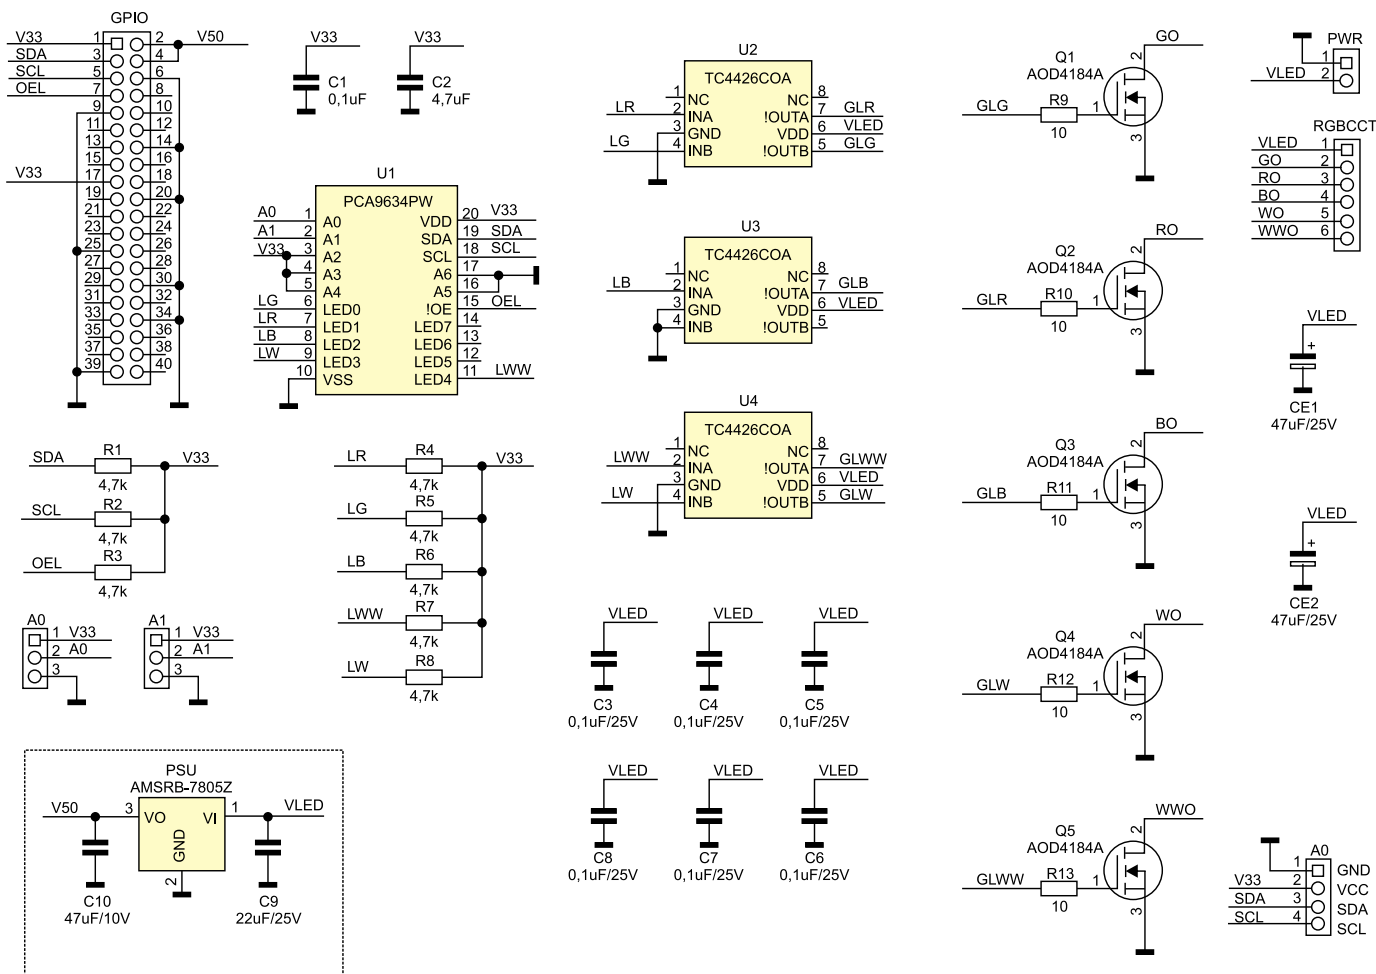 GPIO
V33 1 2 V50
SDA 3 4
SCL 5 6
OEL 7 8
9 10
11 12
13 14
15 16
V33 17 18
19 20
21 22
23 24
25 26
27 28
29 30
31 32
33 34
35 36
37 38
39 40
V33
C1
0,1uF
V33
C2
4,7uF
U1
PCA9634PW
A0 1 A0 VDD 20 V33
A1 2 A1 SDA 19 SDA
V33 3 A2 SCL 18 SCL
4 A3 A6 17
5 A4 A5 16
LG 6 LED0 !OE 15 OEL
LR 7 LED1 LED7 14
LB 8 LED2 LED6 13
LW 9 LED3 LED5 12
10 VSS LED4 11 LWW
U2
TC4426COA
1 NC NC 8
LR 2 INA !OUTA 7 GLR
3 GND VDD 6 VLED
LG 4 INB !OUTB 5 GLG
U3
TC4426COA
1 NC NC 8
LB 2 INA !OUTA 7 GLB
3 GND VDD 6 VLED
4 INB !OUTB 5
U4
TC4426COA
1 NC NC 8
LWW 2 INA !OUTA 7 GLWW
3 GND VDD 6 VLED
LW 4 INB !OUTB 5 GLW
GO
Q1
AOD4184A
2
GLG R9 1
10
3
RO
Q2
AOD4184A
2
GLR R10 1
10
3
BO
Q3
AOD4184A
2
GLB R11 1
10
3
WO
Q4
AOD4184A
2
GLW R12 1
10
3
WWO
Q5
AOD4184A
2
GLWW R13 1
10
3
PWR
1
VLED 2
RGBCCT
VLED 1
GO 2
RO 3
BO 4
WO 5
WWO 6
VLED
+
CE1
47uF/25V
VLED
+
CE2
47uF/25V
SDA R1 V33
4,7k
SCL R2
4,7k
OEL R3
4,7k
LR R4 V33
4,7k
LG R5
4,7k
LB R6
4,7k
LWW R7
4,7k
LW R8
4,7k
A0
1 V33
2 A0
3
A1
1 V33
2 A1
3
VLED
C3
0,1uF/25V
VLED
C4
0,1uF/25V
VLED
C5
0,1uF/25V
VLED
C8
0,1uF/25V
VLED
C7
0,1uF/25V
VLED
C6
0,1uF/25V
PSU
AMSRB-7805Z
V50 3 VO VI 1 VLED
GND
2
C10
47uF/10V
C9
22uF/25V
A0
1 GND
V33 2 VCC
SDA 3 SDA
SCL 4 SCL